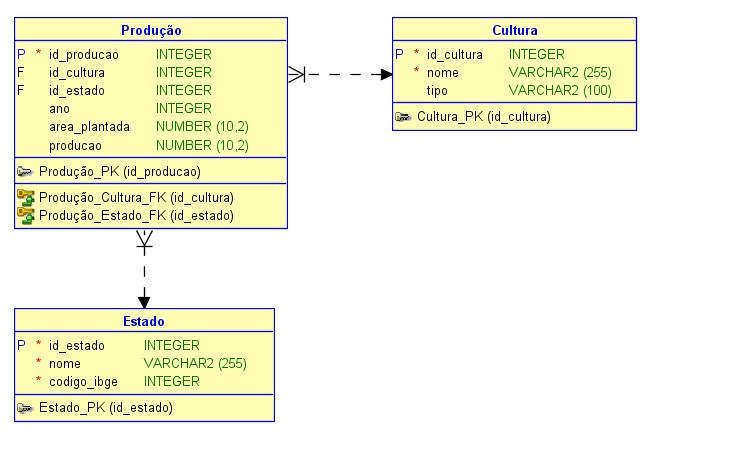 Produção
P * id_producao INTEGER
F id_cultura INTEGER
F id_estado INTEGER
ano INTEGER
area_plantada NUMBER (10,2)
producao NUMBER (10,2)
Produção_PK (id_producao)
Produção_Cultura_FK (id_cultura)
Produção_Estado_FK (id_estado)
Cultura
P * id_cultura INTEGER
* nome VARCHAR2 (255)
tipo VARCHAR2 (100)
Cultura_PK (id_cultura)
Estado
P * id_estado INTEGER
* nome VARCHAR2 (255)
* codigo_ibge INTEGER
Estado_PK (id_estado)